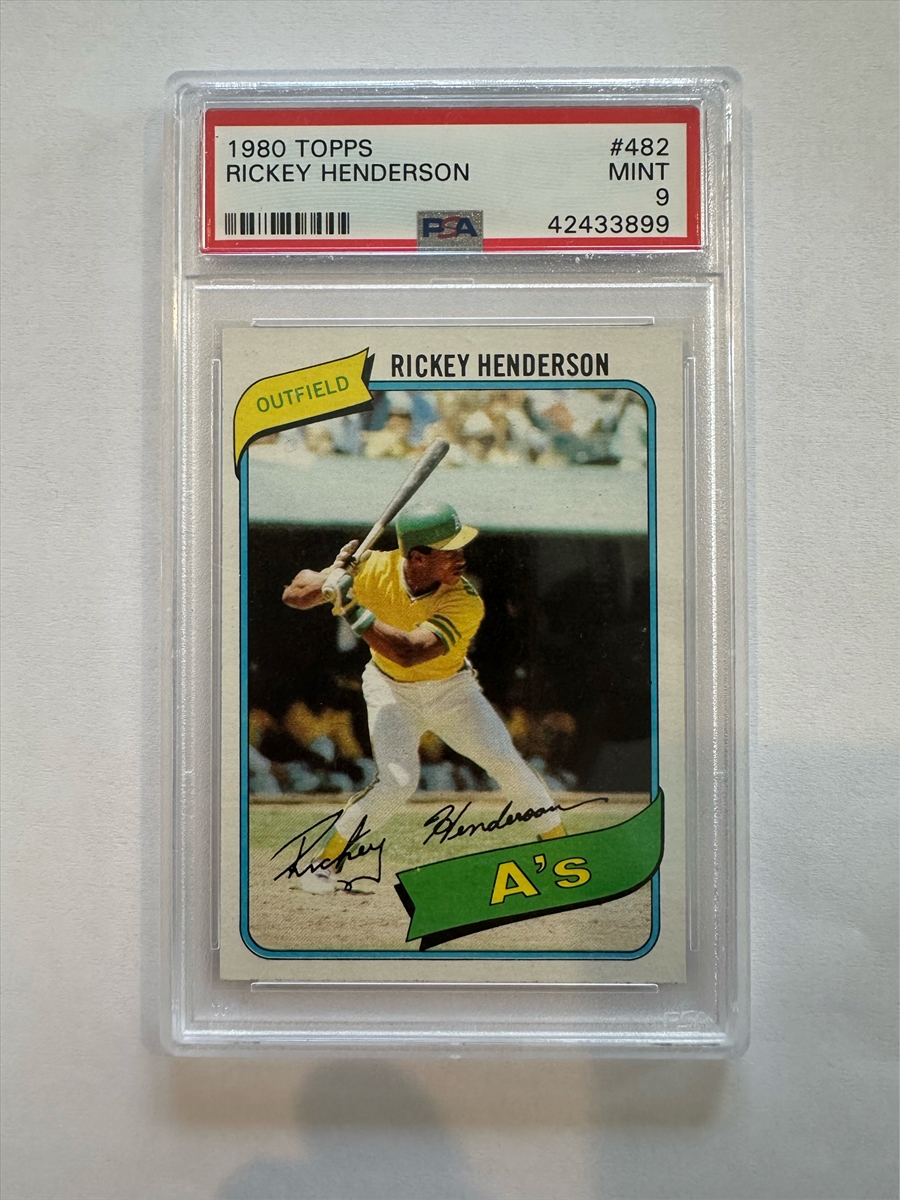 1980 TOPPS #482
RICKEY HENDERSON MINT
9
PSA 42433899
RICKEY HENDERSON
OUTFIELD
Rickey Henderson
A's